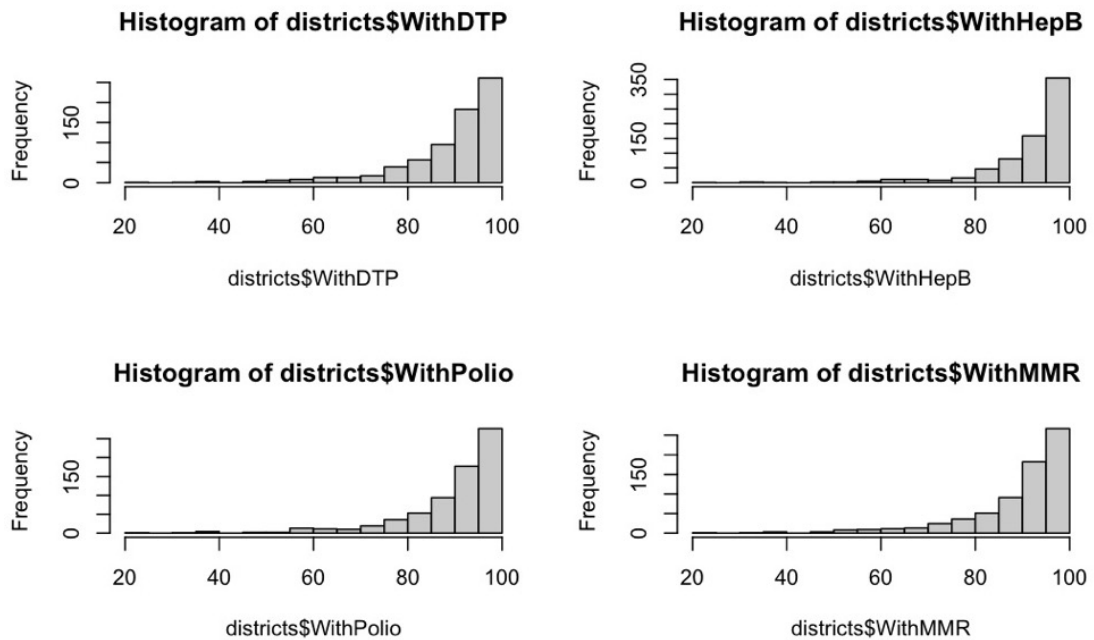 Histogram of districts$WithDTP
Frequency
150
0
20 40 60 80 100
districts$WithDTP
Histogram of districts$WithHepB
Frequency
350
150
0
20 40 60 80 100
districts$WithHepB
Histogram of districts$WithPolio
Frequency
150
0
20 40 60 80 100
districts$WithPolio
Histogram of districts$WithMMR
Frequency
150
0
20 40 60 80 100
districts$WithMMR